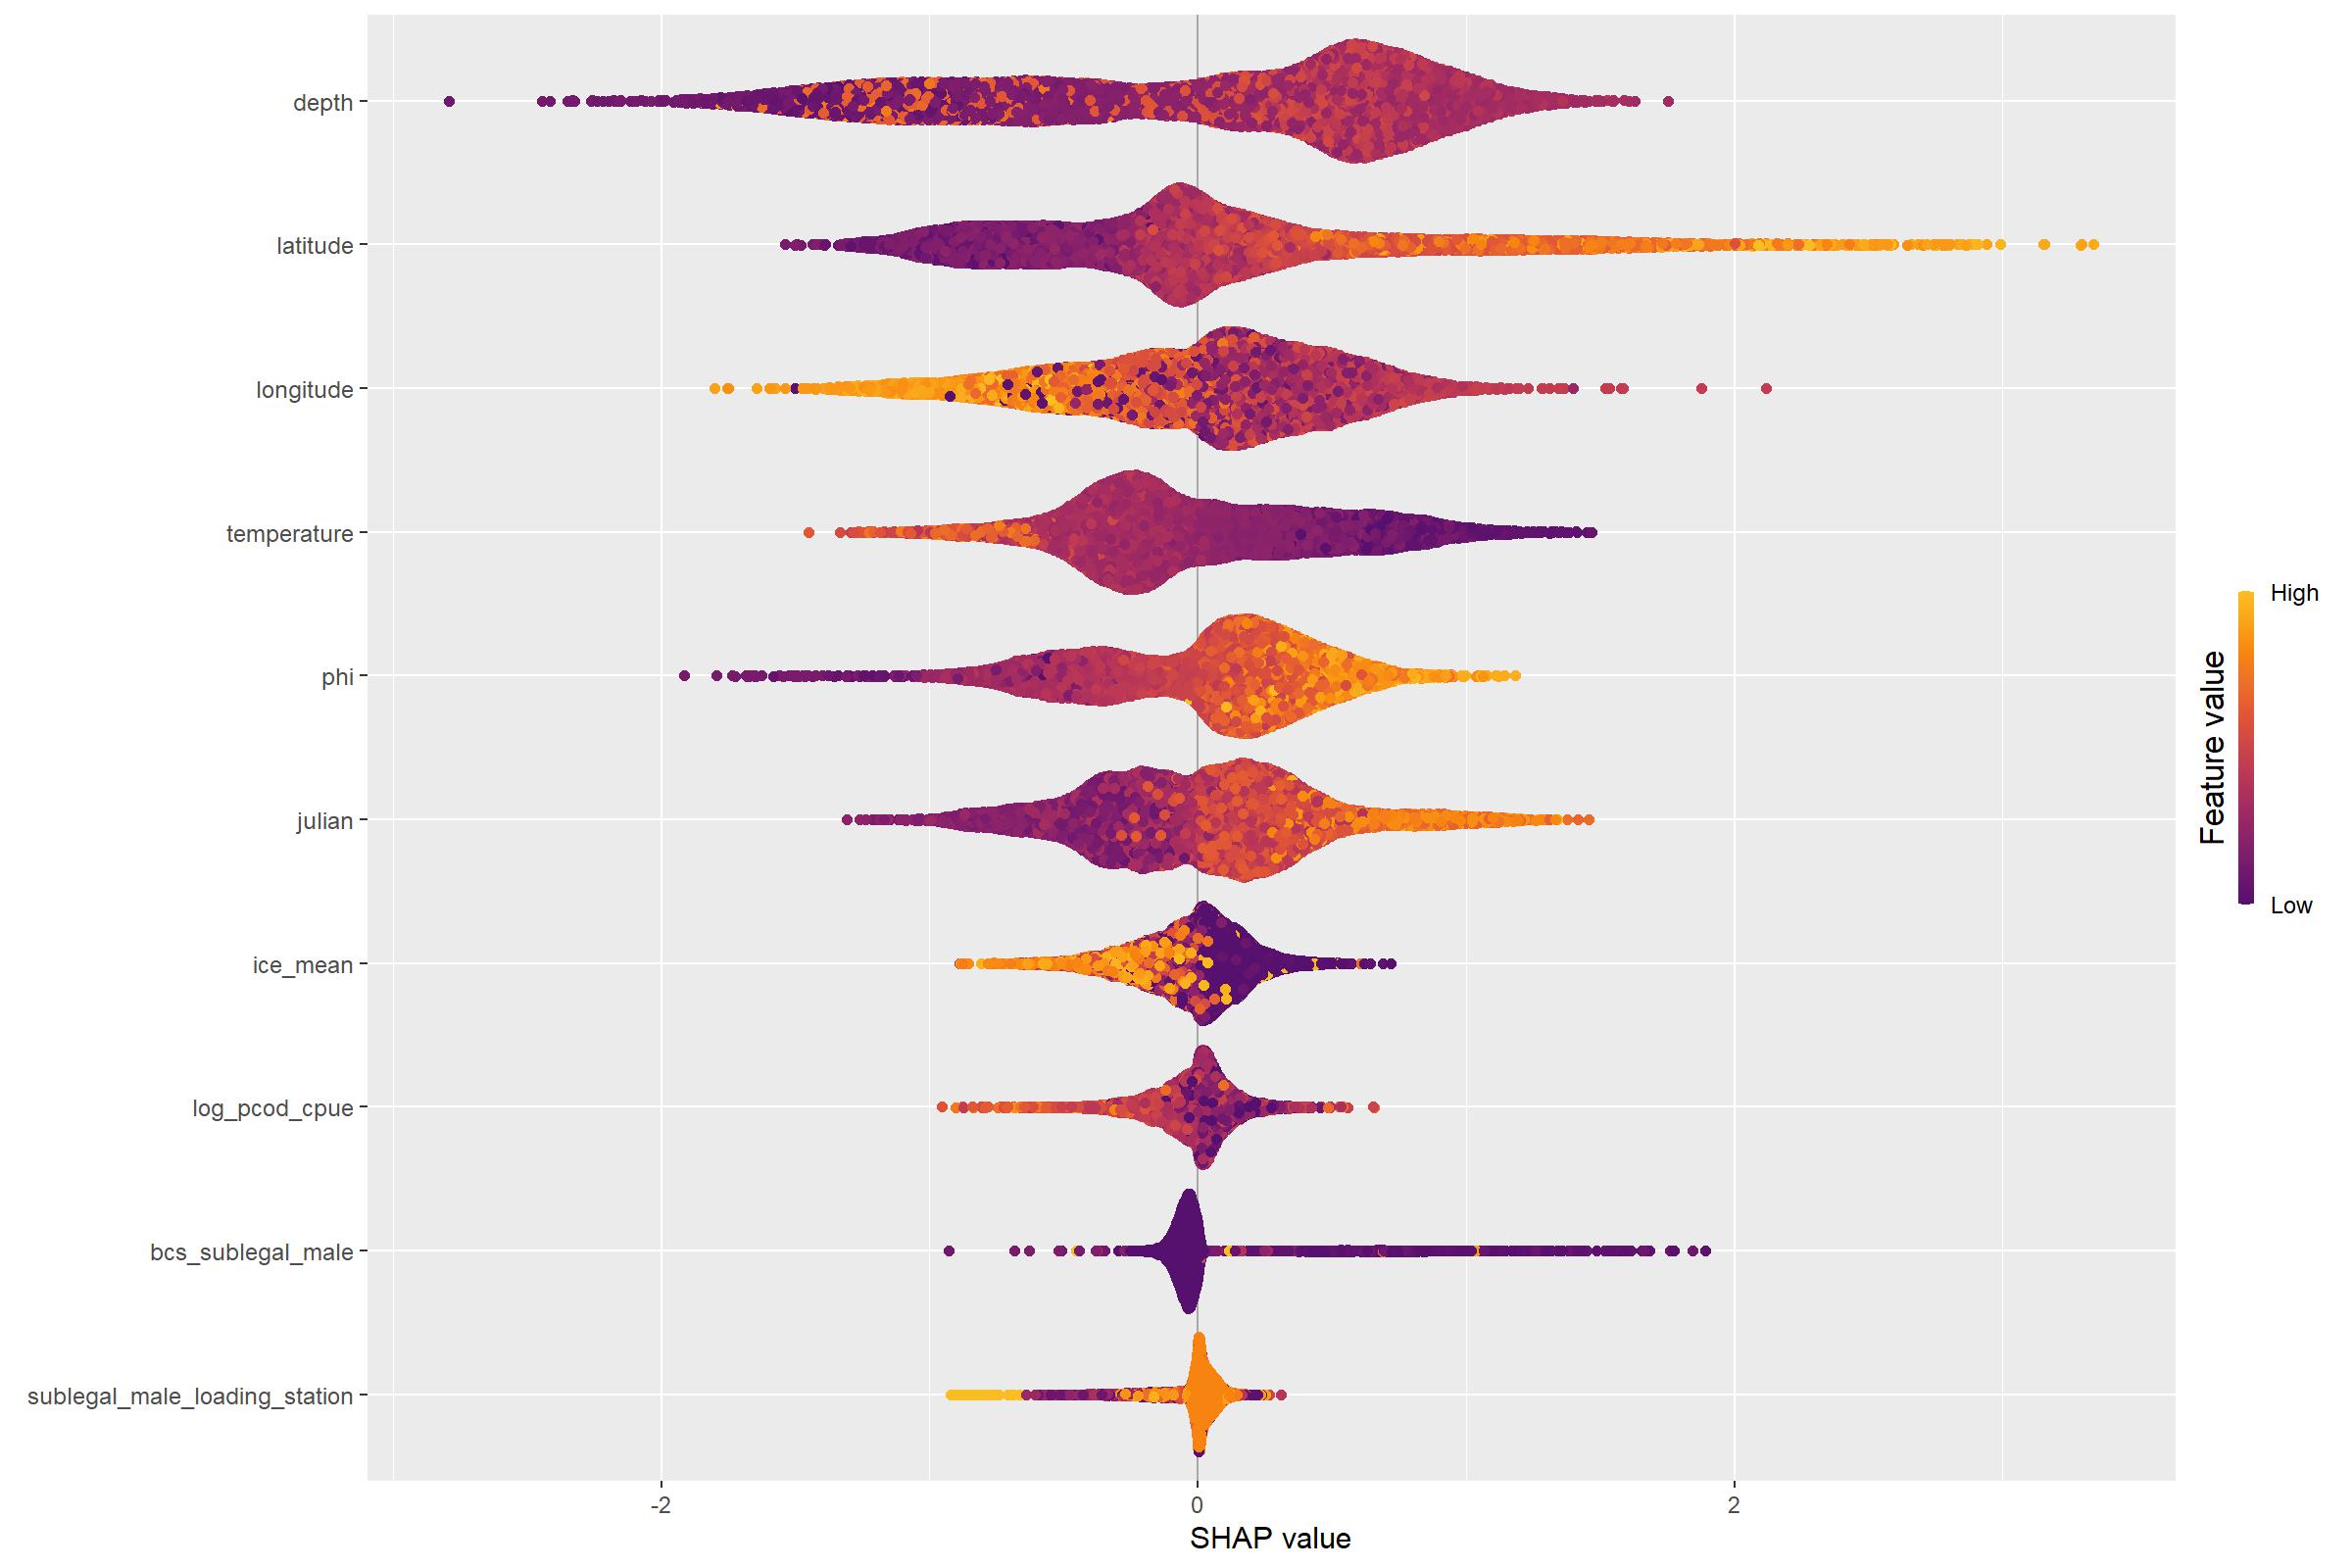 depth
latitude
longitude
temperature
phi
julian
ice_mean
log_pcod_cpue
bcs_sublegal_male
sublegal_male_loading_station
-2
0
2
SHAP value
Feature value
High
Low